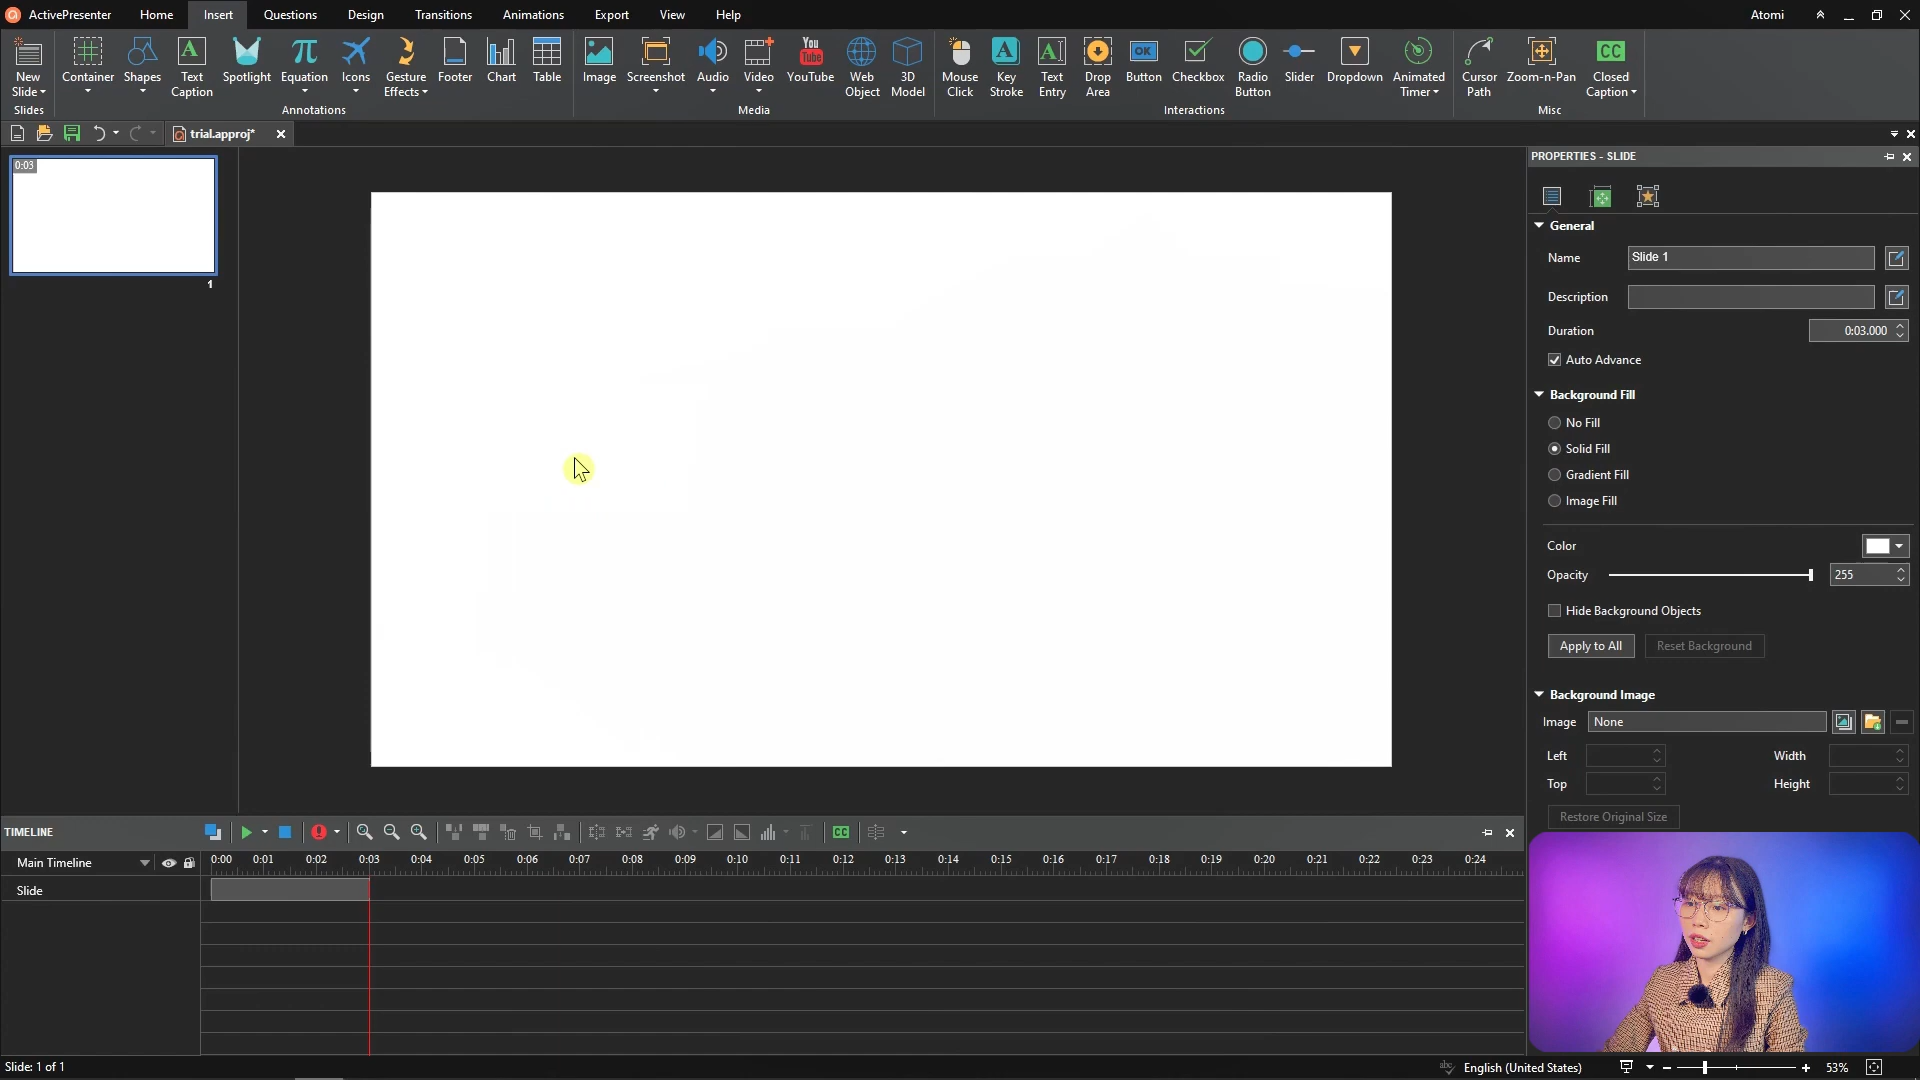 ActivePresenter Home Insert Questions Design Transitions Animations Export View Help Atomi
New Slide
Slides
Container
Shapes
Text Caption
Spotlight
Equation
Icons
Gesture Effects
Footer
Chart
Table
Annotations
Image
Screenshot
Audio
Video
YouTube
Web Object
3D Model
Media
Mouse Click
Key Stroke
Text Entry
Drop Area
Button
Checkbox
Radio Button
Slider
Dropdown
Animated Timer
Interactions
Cursor Path
Zoom-n-Pan
Closed Caption
Misc
trial.approj*
0:03
1
PROPERTIES - SLIDE
General
Name Slide 1
Description
Duration 0:03.000
Auto Advance
Background Fill
No Fill
Solid Fill
Gradient Fill
Image Fill
Color
Opacity 255
Hide Background Objects
Apply to All Reset Background
Background Image
Image None
Left Width
Top Height
Restore Original Size
TIMELINE
CC
Main Timeline 0:00 0:01 0:02 0:03 0:04 0:05 0:06 0:07 0:08 0:09 0:10 0:11 0:12 0:13 0:14 0:15 0:16 0:17 0:18 0:19 0:20 0:21 0:22 0:23 0:24
Slide
Slide: 1 of 1 English (United States) 53%